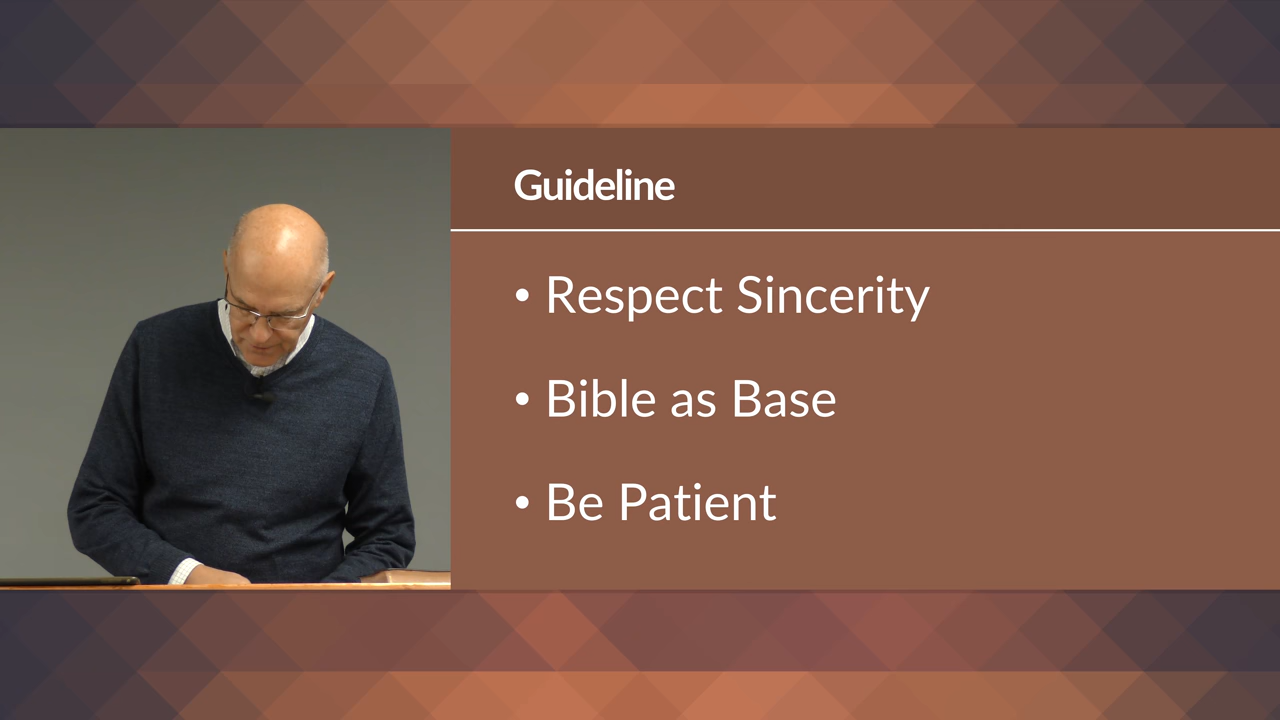 Guideline
• Respect Sincerity
• Bible as Base
• Be Patient